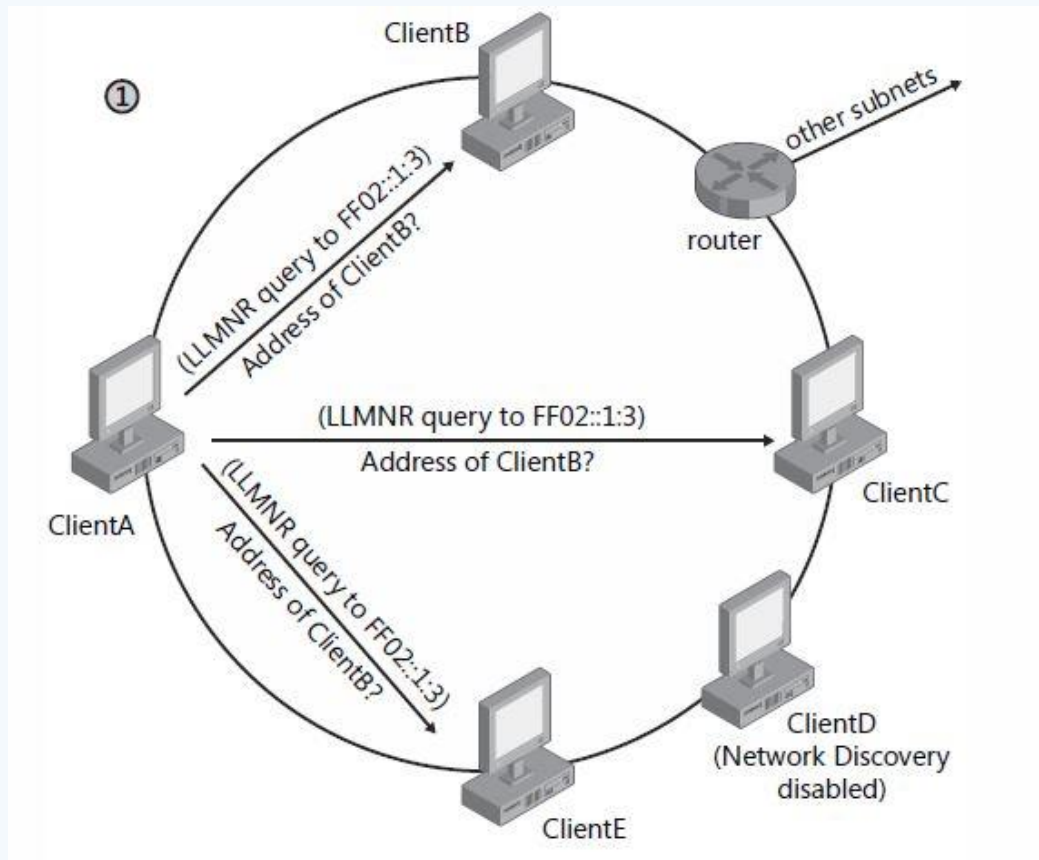 ClientB
①
other subnets
(LLMNR query to FF02::1:3)
Address of ClientB?
router
(LLMNR query to FF02::1:3)
Address of ClientB?
ClientC
ClientA
(LLMNR query to FF02::1:3)
Address of ClientB?
ClientD
(Network Discovery
disabled)
ClientE